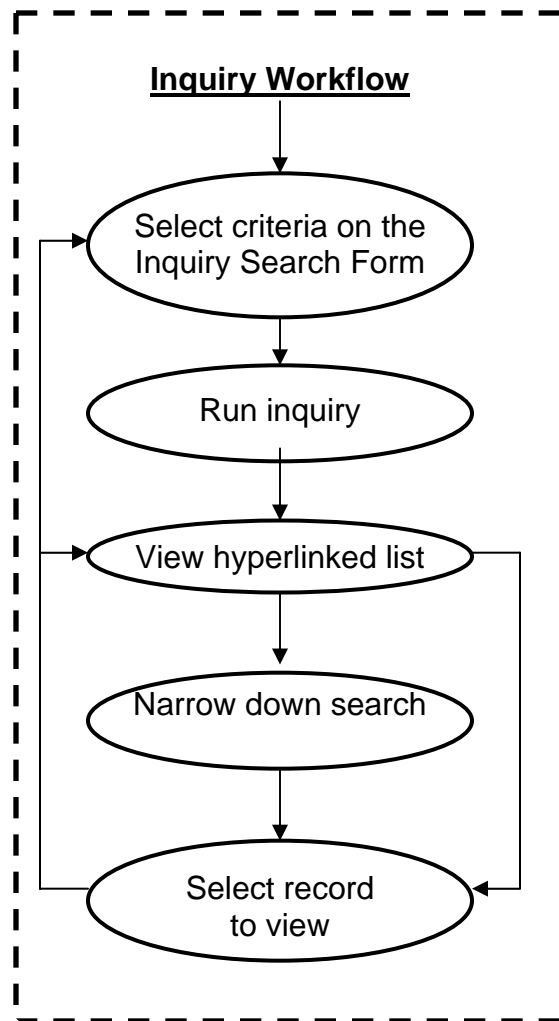 Inquiry Workflow
Select criteria on the
Inquiry Search Form
Run inquiry
View hyperlinked list
Narrow down search
Select record
to view